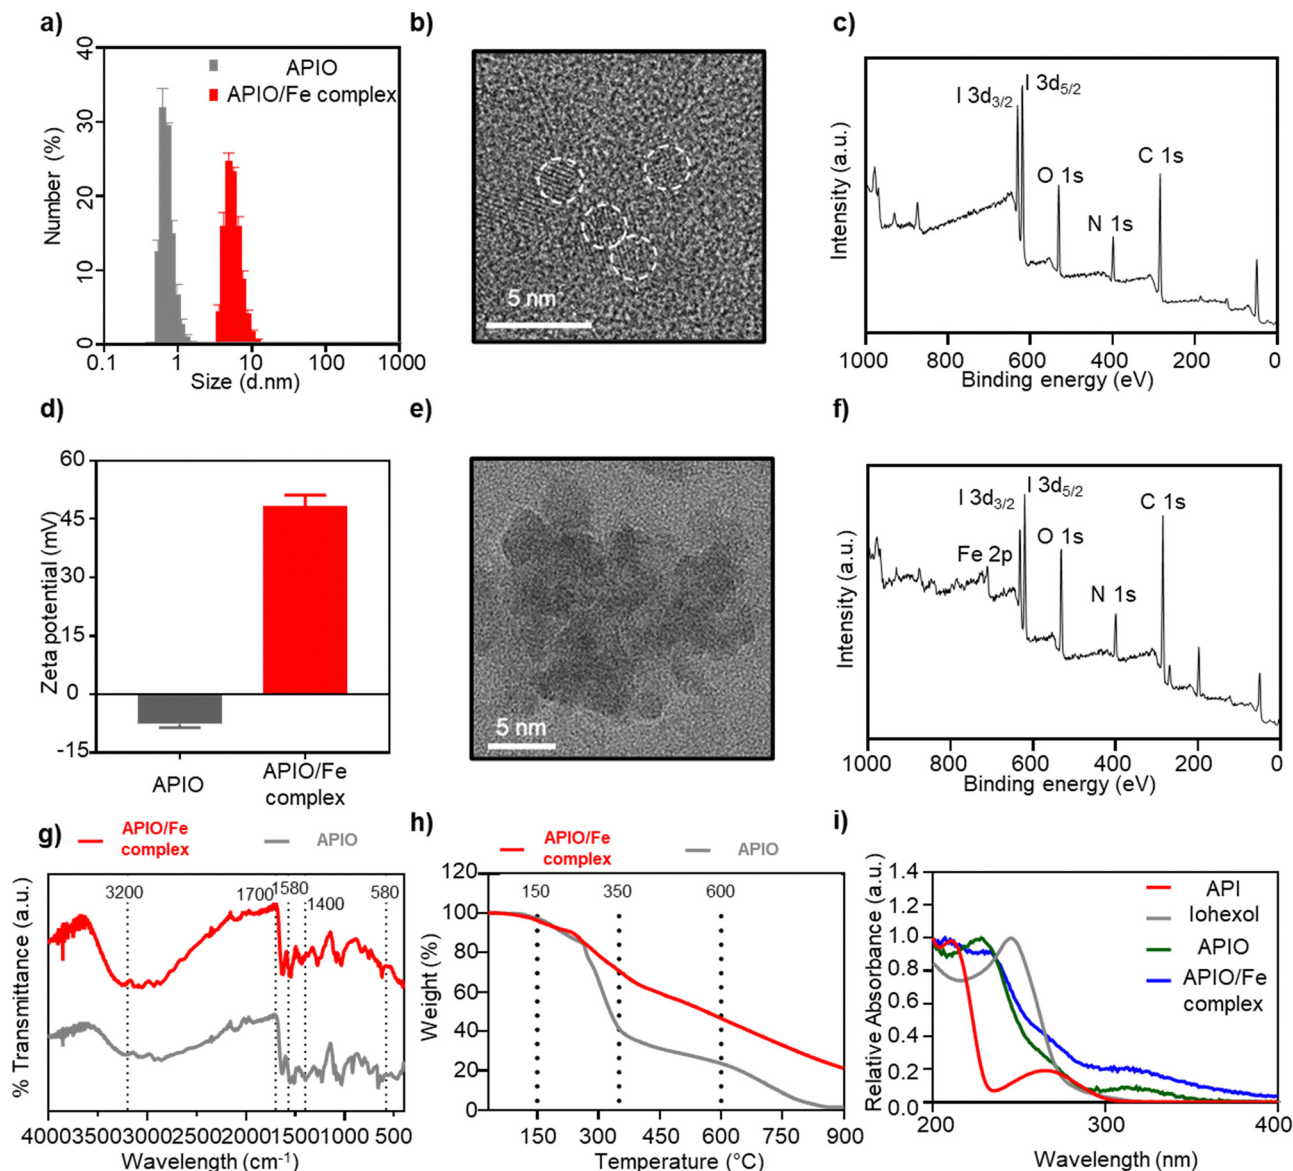 a)
40
30
20
10
0
Number (%)
APIO
APIO/Fe complex
0.1 1 10 100 1000
Size (d.nm)
b)
5 nm
c)
I 3d3/2
I 3d5/2
O 1s
N 1s
C 1s
Intensity (a.u.)
1000 800 600 400 200 0
Binding energy (eV)
d)
60
45
30
15
0
-15
Zeta potential (mV)
APIO
APIO/Fe
complex
e)
5 nm
f)
I 3d3/2
I 3d5/2
Fe 2p
O 1s
N 1s
C 1s
Intensity (a.u.)
1000 800 600 400 200 0
Binding energy (eV)
g)
APIO/Fe
complex
APIO
3200
1700
1580
1400
580
% Transmittance (a.u.)
4000 3500 3000 2500 2000 1500 1000 500
Wavelength (cm-1)
h)
APIO/Fe
complex
APIO
120
100
80
60
40
20
0
150
350
600
Weight (%)
150 300 450 600 750 900
Temperature (°C)
i)
1.4
1.2
1.0
0.8
0.6
0.4
0.2
0.0
API
Iohexol
APIO
APIO/Fe
complex
Relative Absorbance (a.u.)
200 300 400
Wavelength (nm)